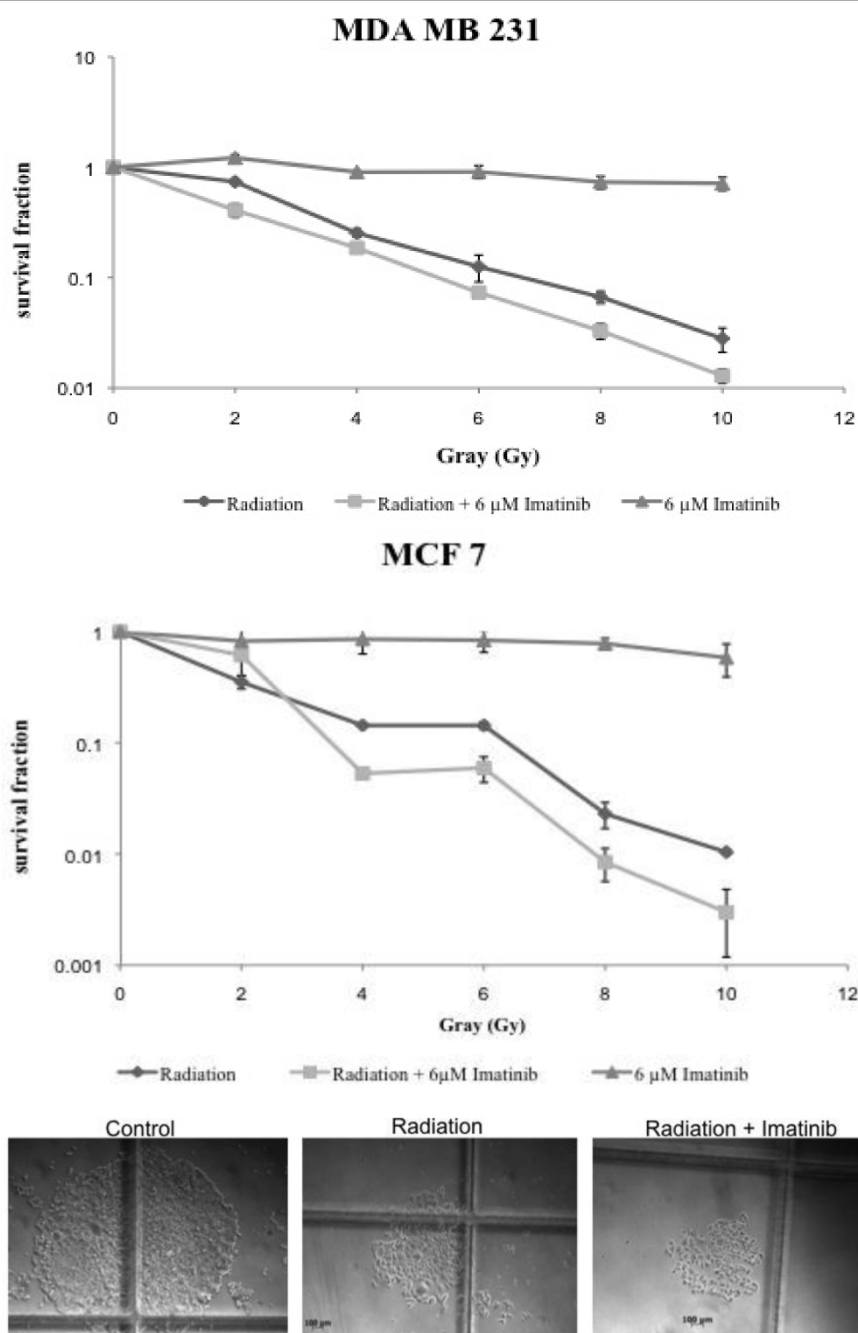 MDA MB 231
10
1
0.1
0.01
survival fraction
0 2 4 6 8 10 12
Gray (Gy)
Radiation Radiation + 6 µM Imatinib 6 µM Imatinib
MCF 7
1
0.1
0.01
0.001
survival fraction
0 2 4 6 8 10 12
Gray (Gy)
Radiation Radiation + 6µM Imatinib 6 µM Imatinib
Control Radiation Radiation + Imatinib
100 µm 100 µm